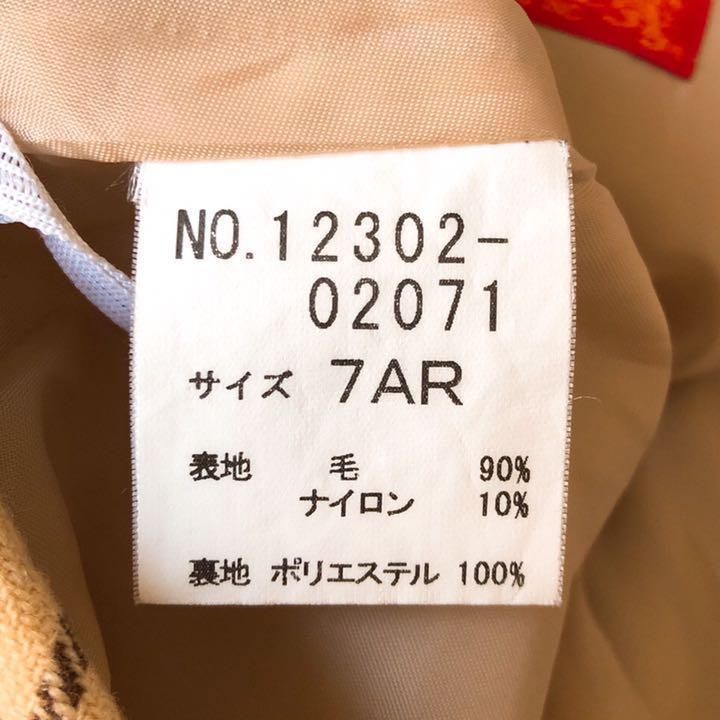 NO.12302-
02071
サイズ 7AR
表地 毛 90%
ナイロン 10%
裏地 ポリエステル 100%